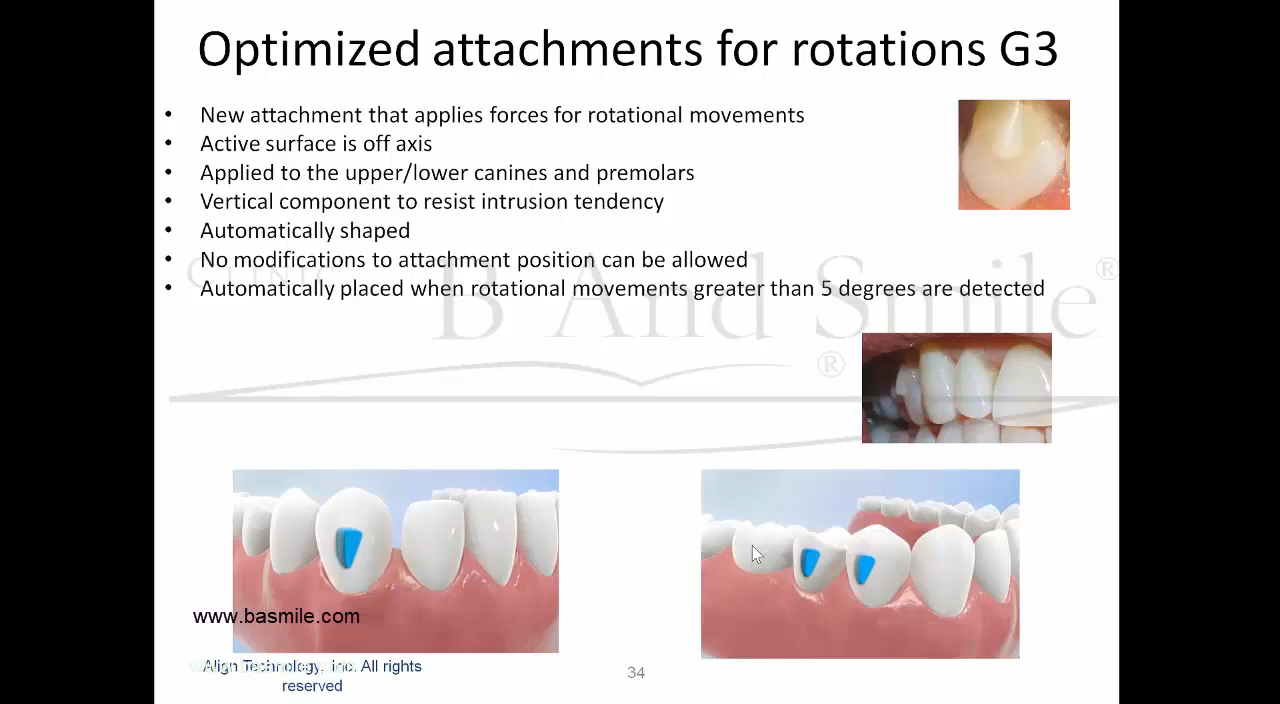 Optimized attachments for rotations G3
• New attachment that applies forces for rotational movements
• Active surface is off axis
• Applied to the upper/lower canines and premolars
• Vertical component to resist intrusion tendency
• Automatically shaped
• No modifications to attachment position can be allowed
• Automatically placed when rotational movements greater than 5 degrees are detected
CLINIC
B And Smile®
®
www.basmile.com
Align Technology, Inc. All rights
reserved
34